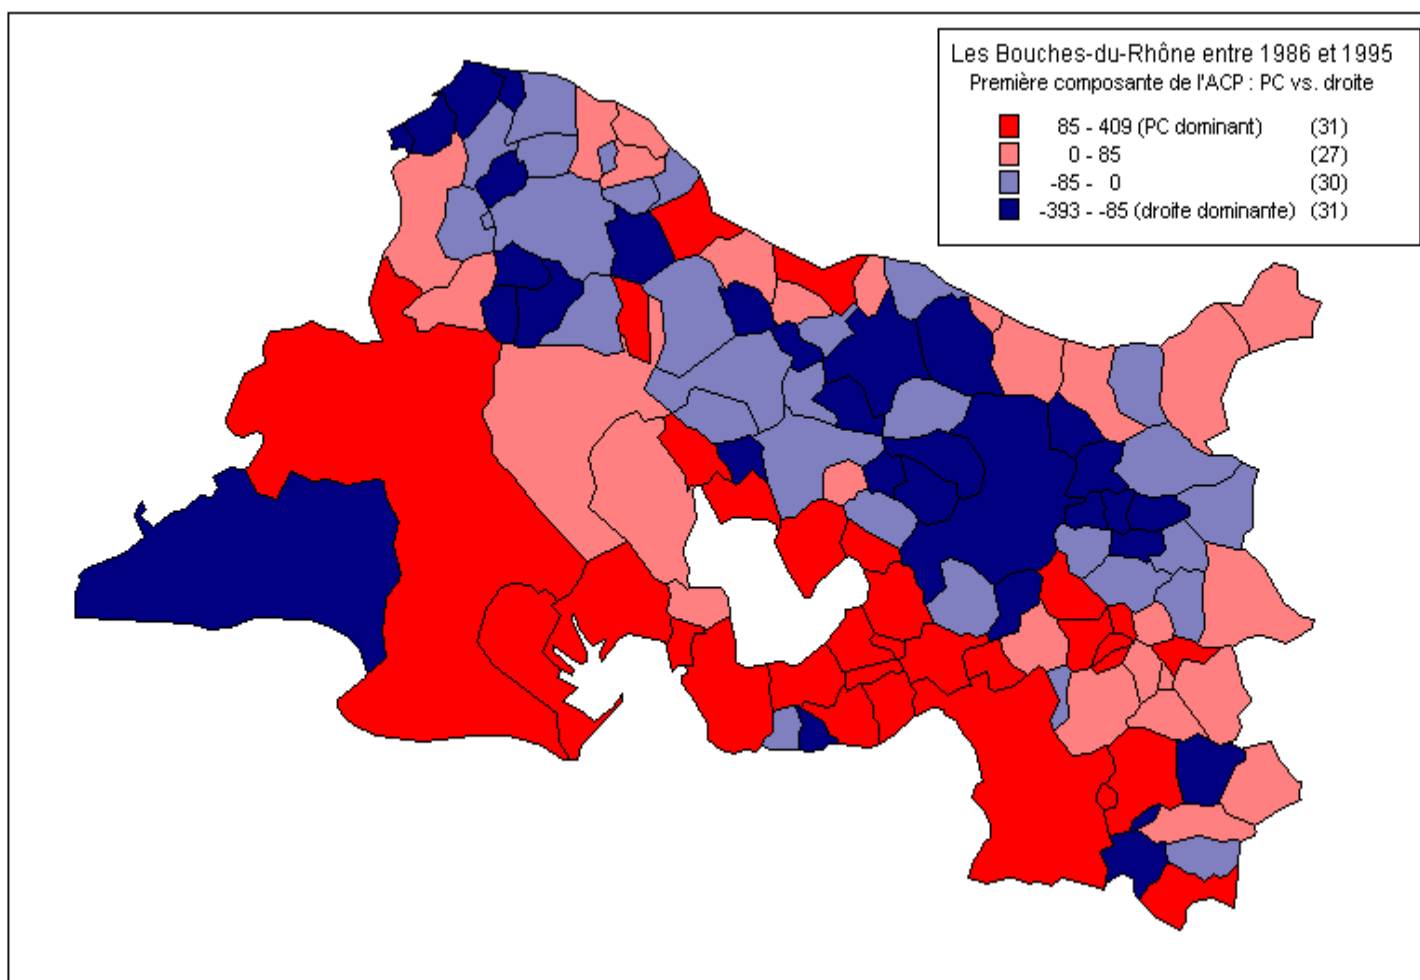 Les Bouches-du-Rhône entre 1986 et 1995
Première composante de l'ACP : PC vs. droite
85 - 409 (PC dominant) (31)
0 - 85 (27)
-85 - 0 (30)
-393 - -85 (droite dominante) (31)